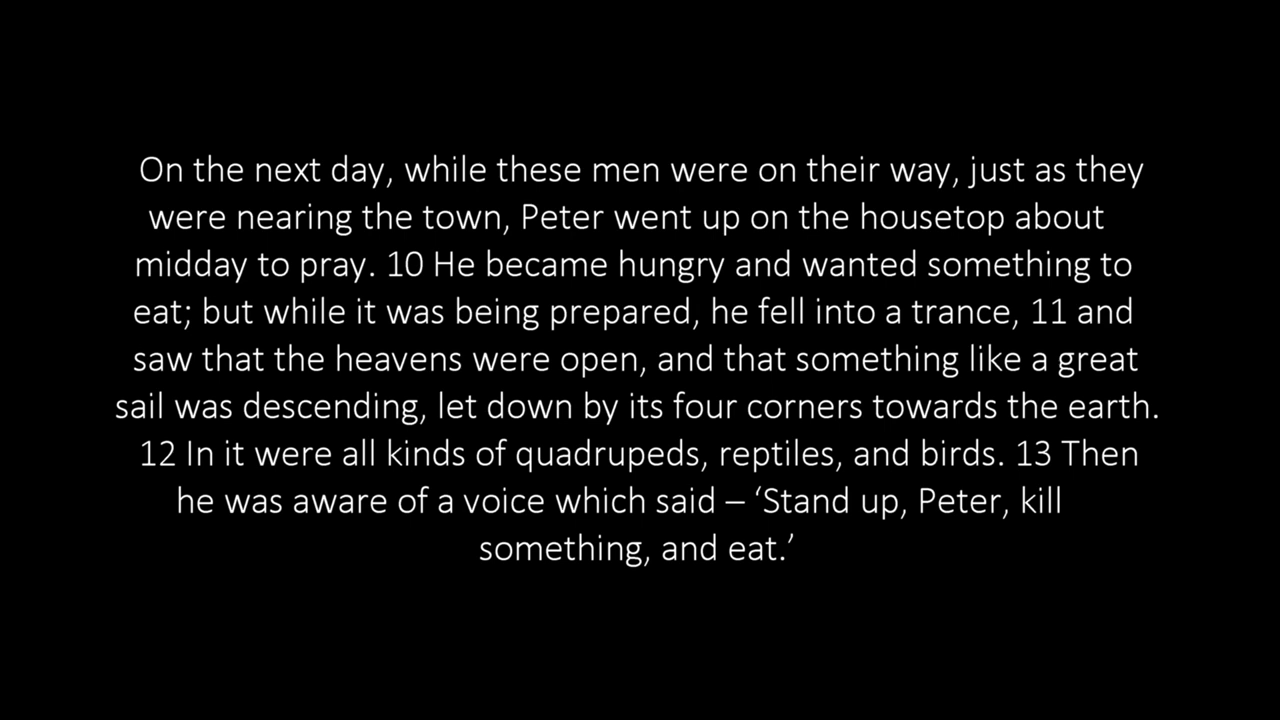 On the next day, while these men were on their way, just as they
were nearing the town, Peter went up on the housetop about
midday to pray. 10 He became hungry and wanted something to
eat; but while it was being prepared, he fell into a trance, 11 and
saw that the heavens were open, and that something like a great
sail was descending, let down by its four corners towards the earth.
12 In it were all kinds of quadrupeds, reptiles, and birds. 13 Then
he was aware of a voice which said – ‘Stand up, Peter, kill
something, and eat.’